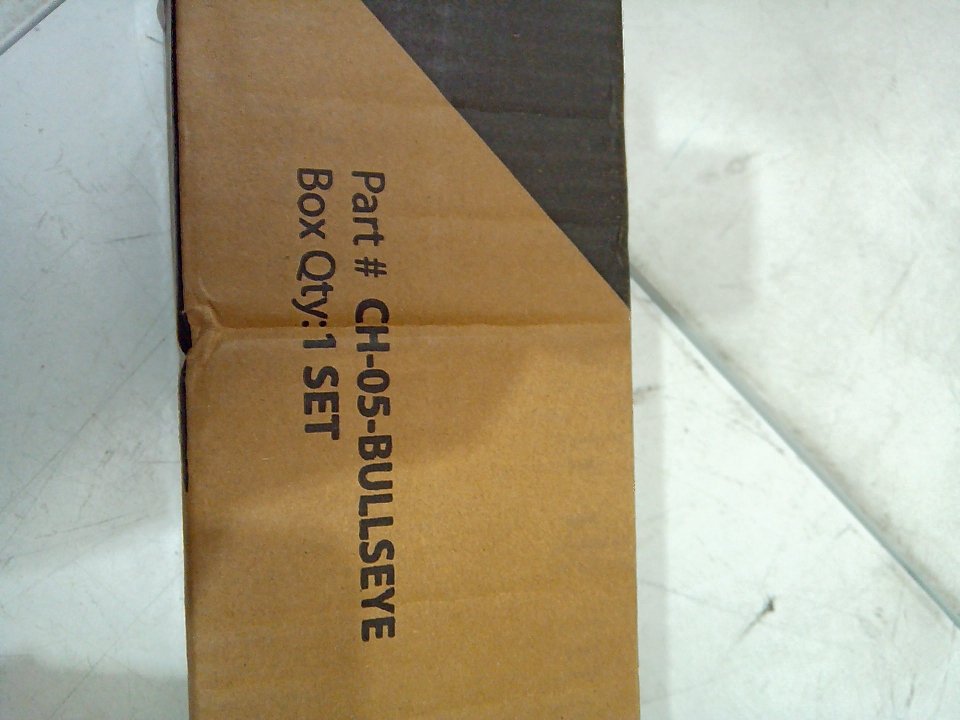 Part # CH-05-BULLSEYE
Box Qty:1 SET